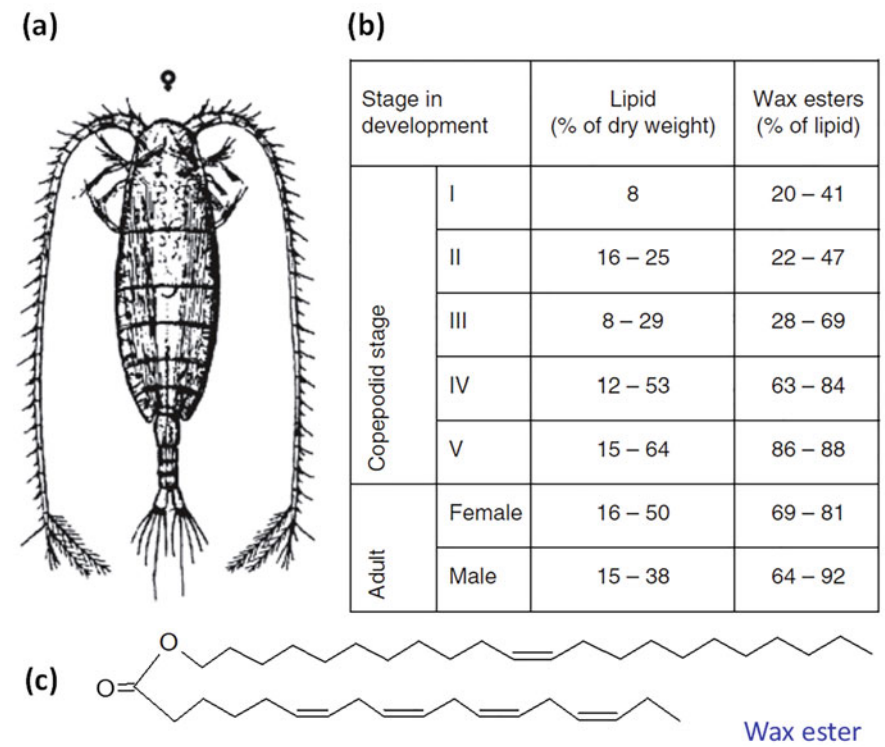 (a)
♀
(b)
Stage in development
Lipid (% of dry weight)
Wax esters (% of lipid)
Copepodid stage
I 8 20 – 41
II 16 – 25 22 – 47
III 8 – 29 28 – 69
IV 12 – 53 63 – 84
V 15 – 64 86 – 88
Adult
Female 16 – 50 69 – 81
Male 15 – 38 64 – 92
(c)
O
O
Wax ester